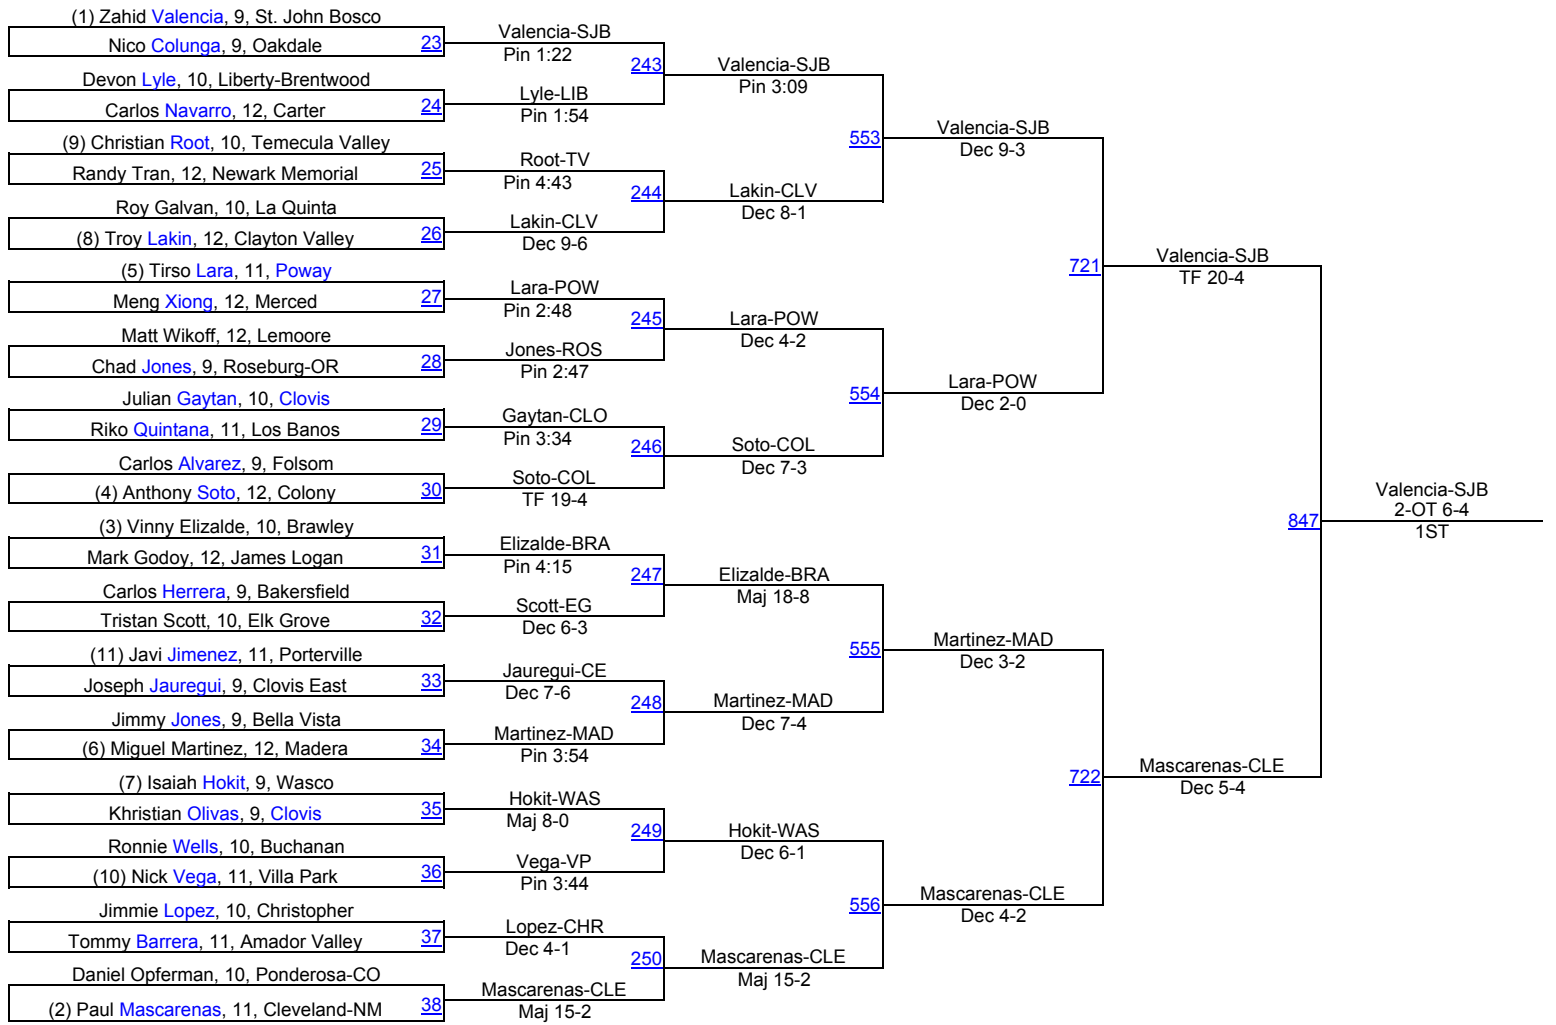 (1) Zahid Valencia, 9, St. John Bosco
Nico Colunga, 9, Oakdale 23
Devon Lyle, 10, Liberty-Brentwood
Carlos Navarro, 12, Carter 24
(9) Christian Root, 10, Temecula Valley
Randy Tran, 12, Newark Memorial 25
Roy Galvan, 10, La Quinta
(8) Troy Lakin, 12, Clayton Valley 26
(5) Tirso Lara, 11, Poway
Meng Xiong, 12, Merced 27
Matt Wikoff, 12, Lemoore
Chad Jones, 9, Roseburg-OR 28
Julian Gaytan, 10, Clovis
Riko Quintana, 11, Los Banos 29
Carlos Alvarez, 9, Folsom
(4) Anthony Soto, 12, Colony 30
(3) Vinny Elizalde, 10, Brawley
Mark Godoy, 12, James Logan 31
Carlos Herrera, 9, Bakersfield
Tristan Scott, 10, Elk Grove 32
(11) Javi Jimenez, 11, Porterville
Joseph Jauregui, 9, Clovis East 33
Jimmy Jones, 9, Bella Vista
(6) Miguel Martinez, 12, Madera 34
(7) Isaiah Hokit, 9, Wasco
Khristian Olivas, 9, Clovis 35
Ronnie Wells, 10, Buchanan
(10) Nick Vega, 11, Villa Park 36
Jimmie Lopez, 10, Christopher
Tommy Barrera, 11, Amador Valley 37
Daniel Opferman, 10, Ponderosa-CO
(2) Paul Mascarenas, 11, Cleveland-NM 38
Valencia-SJB
Pin 1:22
243
Lyle-LIB
Pin 1:54
Root-TV
Pin 4:43
244
Lakin-CLV
Dec 9-6
Lara-POW
Pin 2:48
245
Jones-ROS
Pin 2:47
Gaytan-CLO
Pin 3:34
246
Soto-COL
TF 19-4
Elizalde-BRA
Pin 4:15
247
Scott-EG
Dec 6-3
Jauregui-CE
Dec 7-6
248
Martinez-MAD
Pin 3:54
Hokit-WAS
Maj 8-0
249
Vega-VP
Pin 3:44
Lopez-CHR
Dec 4-1
250
Mascarenas-CLE
Maj 15-2
Valencia-SJB
Pin 3:09
553
Lakin-CLV
Dec 8-1
Lara-POW
Dec 4-2
554
Soto-COL
Dec 7-3
Elizalde-BRA
Maj 18-8
555
Martinez-MAD
Dec 7-4
Hokit-WAS
Dec 6-1
556
Mascarenas-CLE
Maj 15-2
Valencia-SJB
Dec 9-3
721
Lara-POW
Dec 2-0
Martinez-MAD
Dec 3-2
722
Mascarenas-CLE
Dec 4-2
Valencia-SJB
TF 20-4
847
Mascarenas-CLE
Dec 5-4
Valencia-SJB
2-OT 6-4
1ST